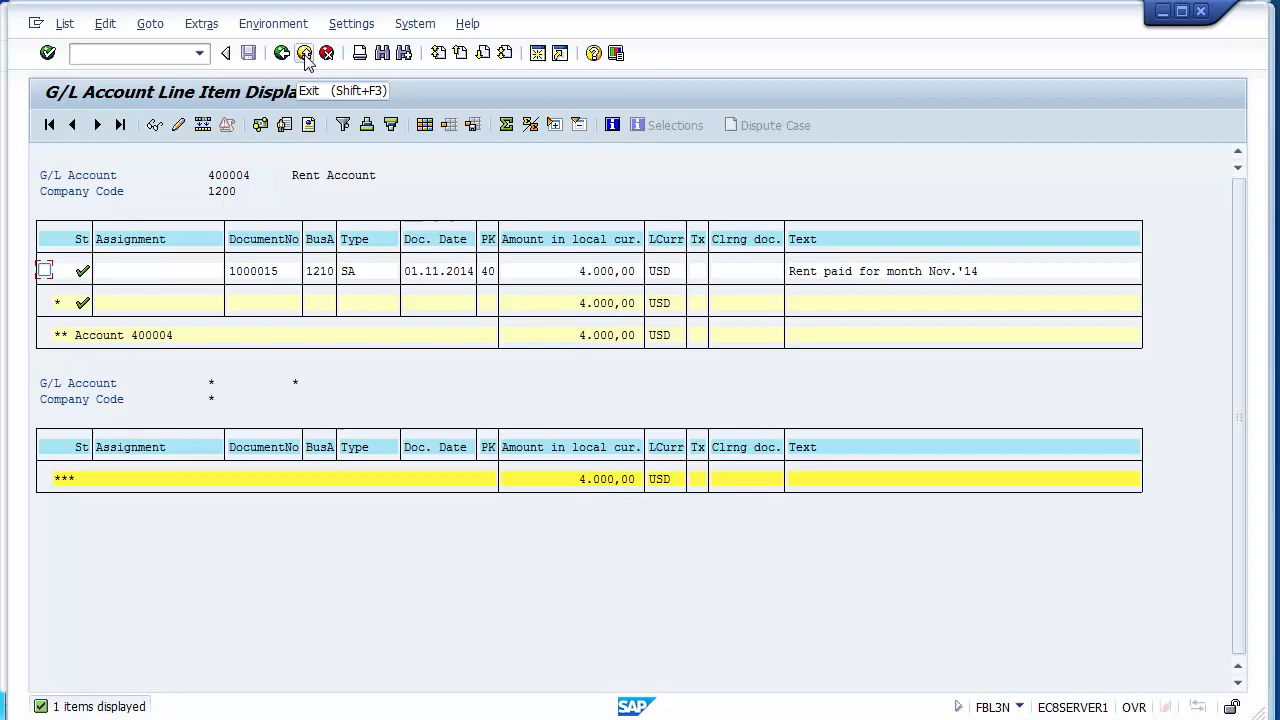 List Edit Goto Extras Environment Settings System Help
G/L Account Line Item Displa
Exit (Shift+F3)
Selections Dispute Case
G/L Account 400004 Rent Account
Company Code 1200
St Assignment DocumentNo BusA Type Doc. Date PK Amount in local cur. LCurr Tx Clrng doc. Text
1000015 1210 SA 01.11.2014 40 4.000,00 USD Rent paid for month Nov.'14
* 4.000,00 USD
** Account 400004 4.000,00 USD
G/L Account * *
Company Code *
St Assignment DocumentNo BusA Type Doc. Date PK Amount in local cur. LCurr Tx Clrng doc. Text
*** 4.000,00 USD
1 items displayed SAP FBL3N EC8SERVER1 OVR